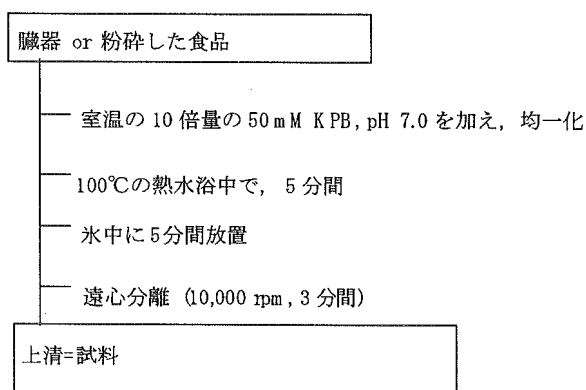 臓器 or 粉砕した食品
室温の 10 倍量の 50 mM KPB, pH 7.0 を加え, 均一化
100℃の熱水浴中で, 5 分間
氷中に 5 分間放置
遠心分離 (10,000 rpm , 3 分間)
上清=試料